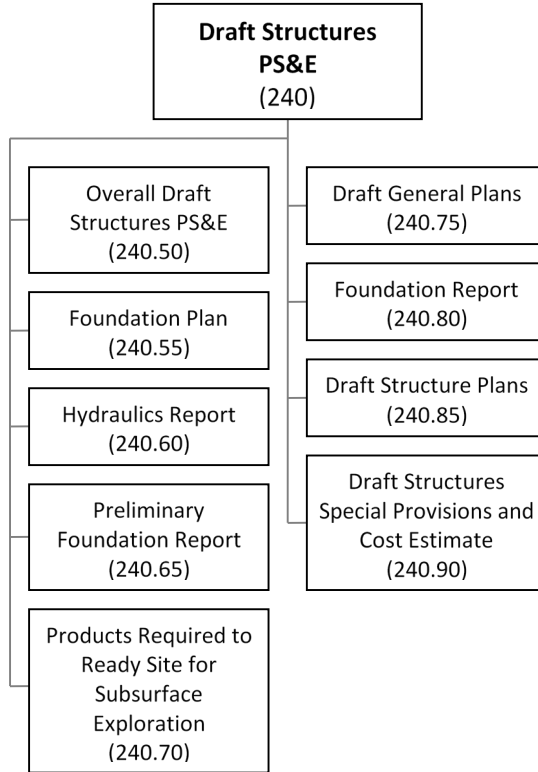 Draft Structures
PS&E
(240)
Overall Draft
Structures PS&E
(240.50)
Foundation Plan
(240.55)
Hydraulics Report
(240.60)
Preliminary
Foundation Report
(240.65)
Products Required to
Ready Site for
Subsurface
Exploration
(240.70)
Draft General Plans
(240.75)
Foundation Report
(240.80)
Draft Structure Plans
(240.85)
Draft Structures
Special Provisions and
Cost Estimate
(240.90)